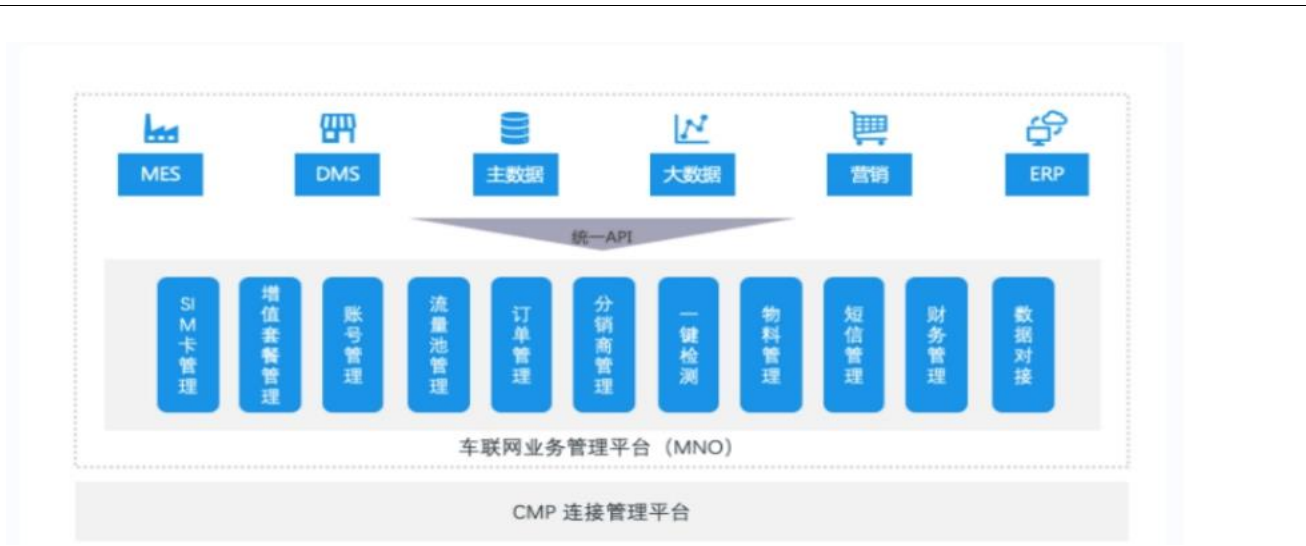 MES
DMS
主数据
大数据
营销
ERP
统一API
SIM卡管理
增值套餐管理
账号管理
流量池管理
订单管理
分销商管理
一键检测
物料管理
短信管理
财务管理
数据对接
车联网业务管理平台（MNO）
CMP 连接管理平台